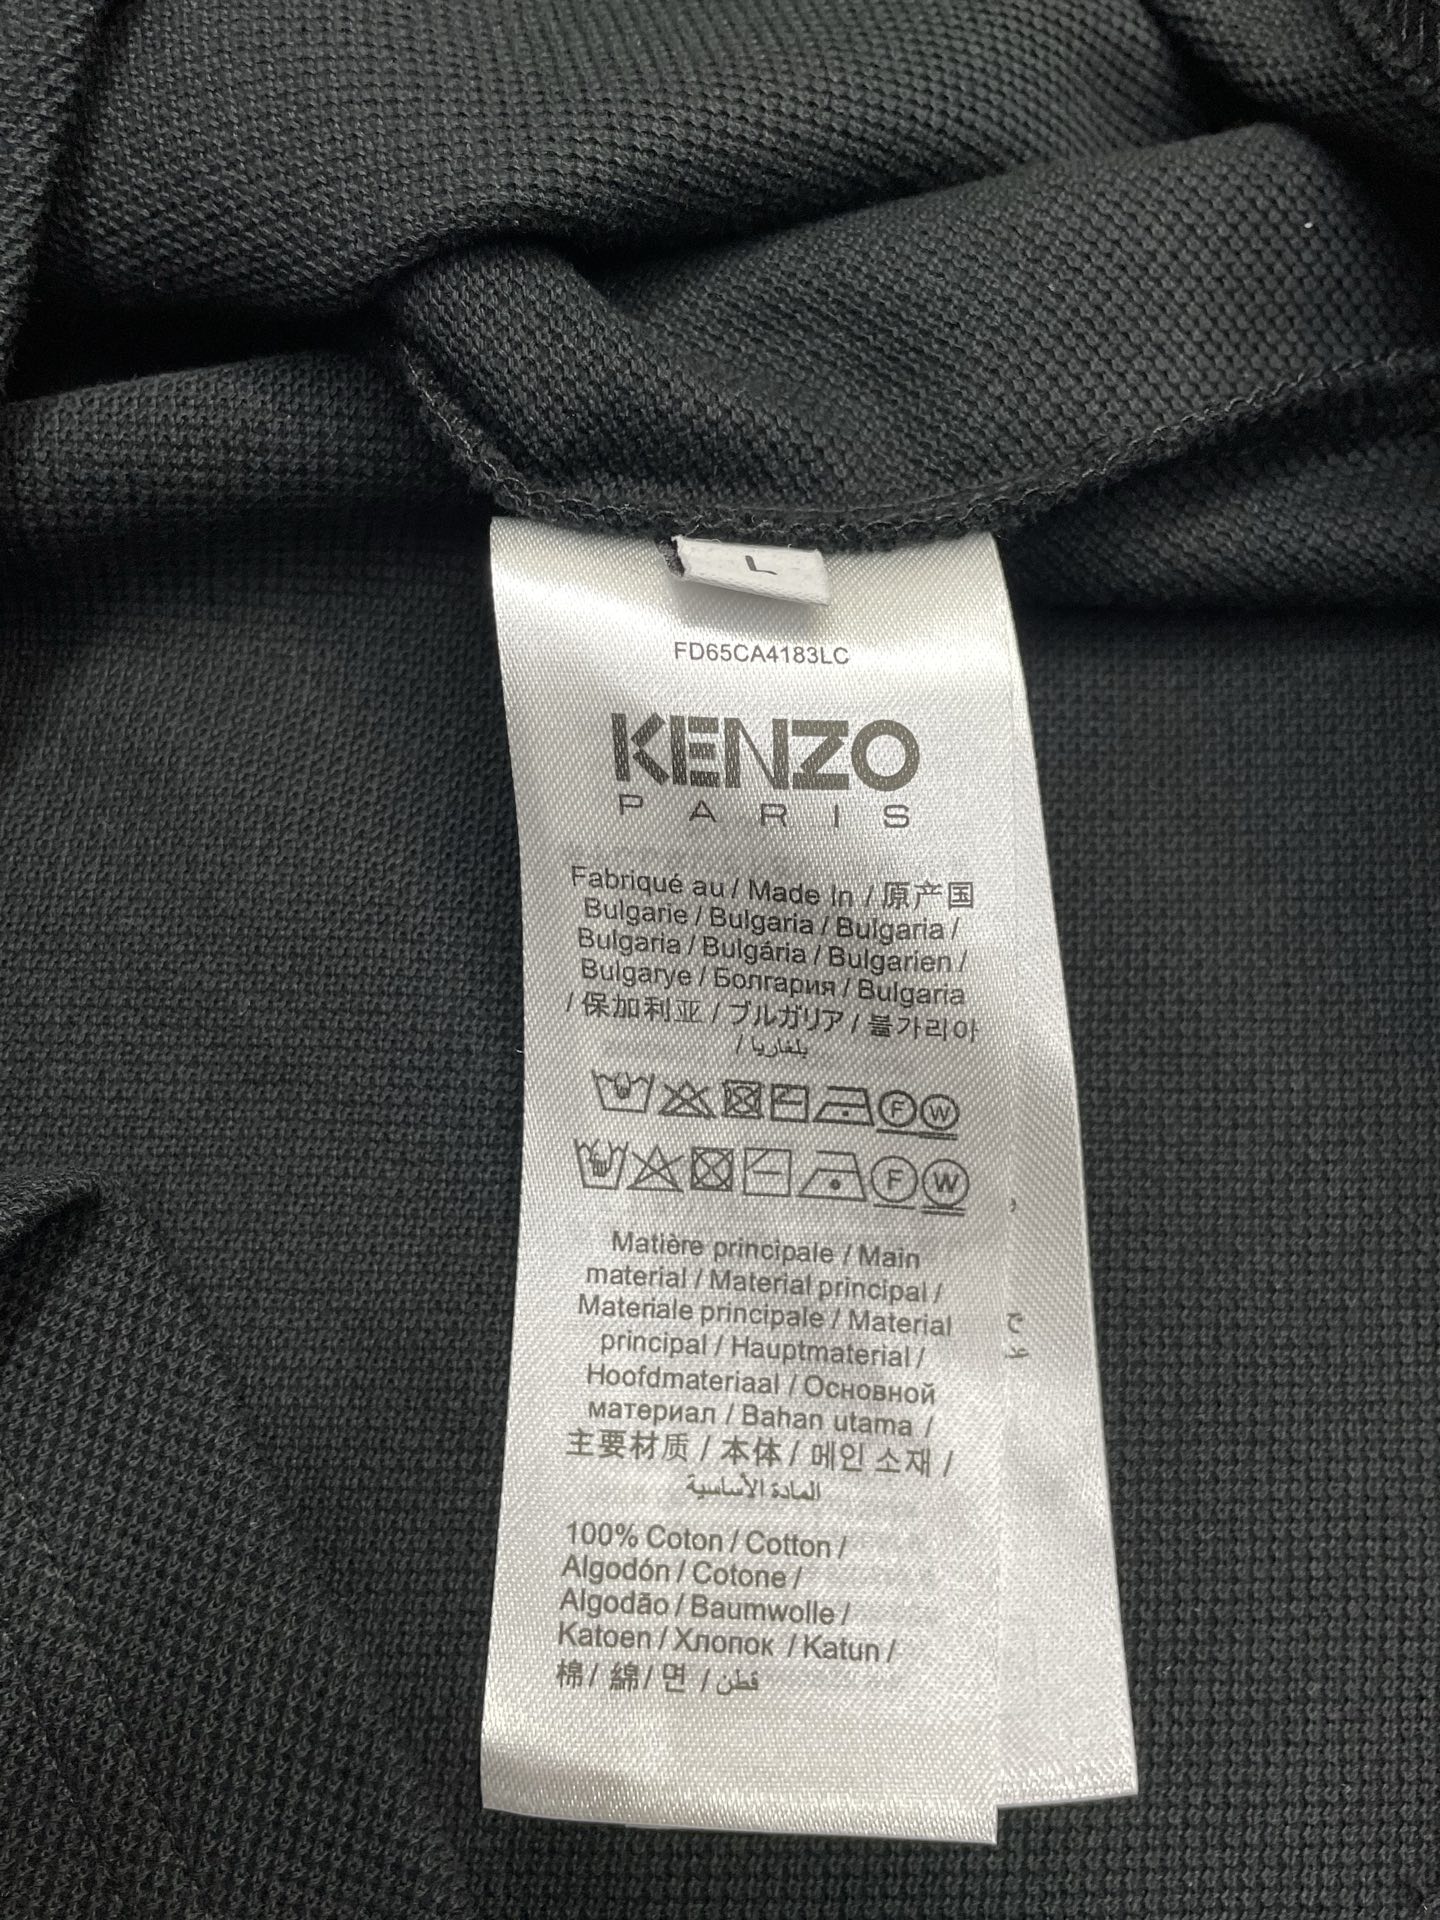 L
FD65CA4183LC
KENZO
PARIS
Fabriqué au / Made In / 原产国
Bulgarie / Bulgaria / Bulgaria /
Bulgaria / Bulgária / Bulgarien /
Bulgarye / Болгария / Bulgaria
/ 保加利亚 / ブルガリア / 불가리아
/ بلغاريا
F W
F W
Matière principale / Main
material / Material principal /
Materiale principale / Material
principal / Hauptmaterial /
Hoofdmateriaal / Основной
материал / Bahan utama /
主要材质 / 本体 / 메인 소재 /
المادة الأساسية
100% Coton / Cotton /
Algodón / Cotone /
Algodão / Baumwolle /
Katoen / Хлопок / Katun /
棉 / 綿 / 면 / قطن